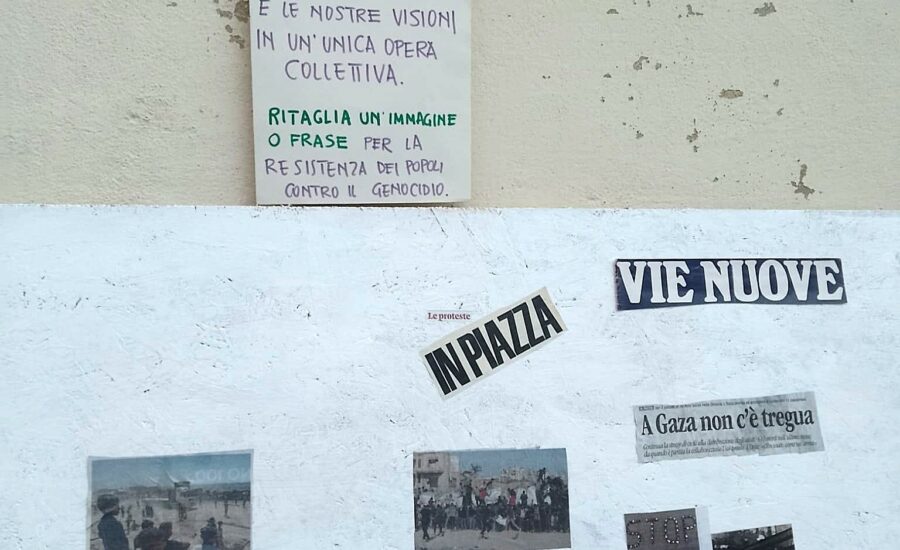 E LE NOSTRE VISIONI
IN UN'UNICA OPERA
COLLETTIVA.
RITAGLIA UN'IMMAGINE
O FRASE PER LA
RESISTENZA DEI POPOLI
CONTRO IL GENOCIDIO.
VIE NUOVE
Le proteste
IN PIAZZA
A Gaza non c'è tregua
STOP